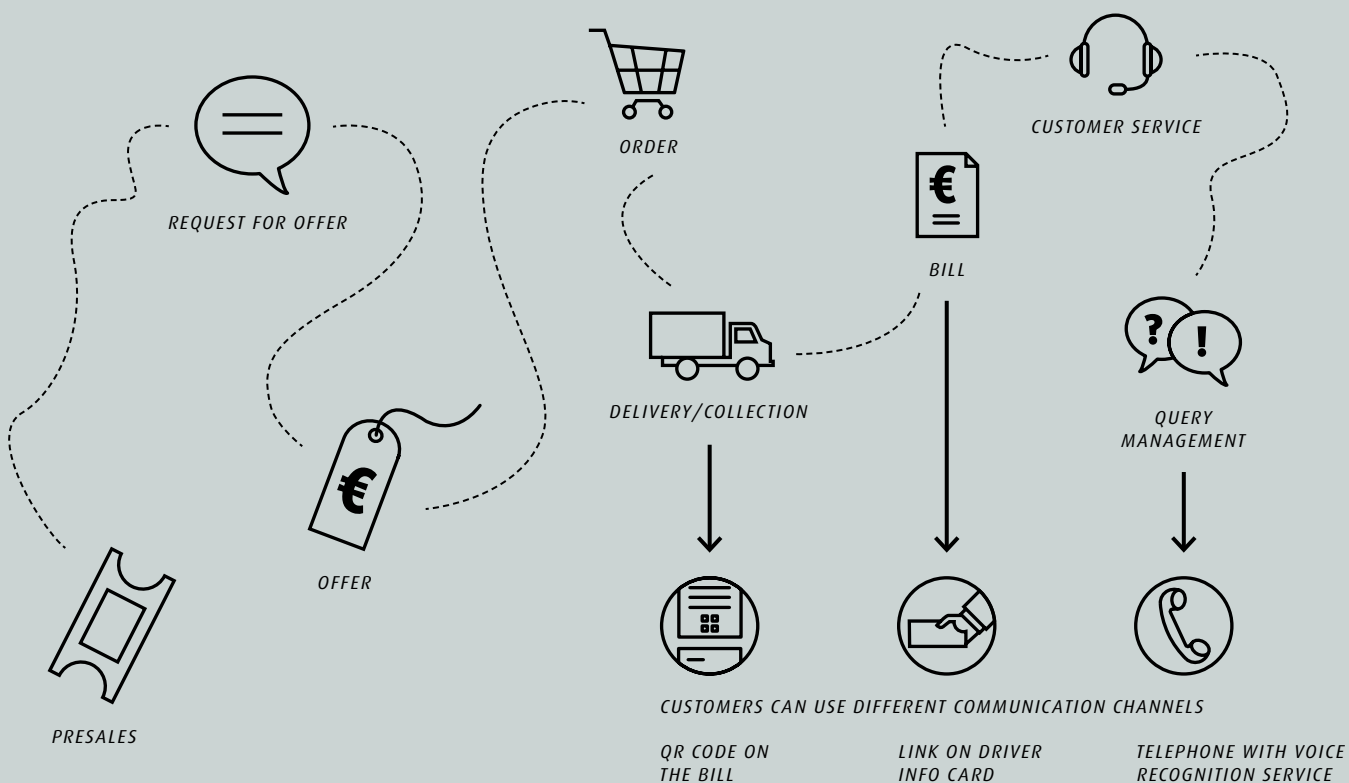 ORDER
CUSTOMER SERVICE
REQUEST FOR OFFER
€
BILL
?
!
DELIVERY/COLLECTION
QUERY
MANAGEMENT
€
OFFER
PRESALES
CUSTOMERS CAN USE DIFFERENT COMMUNICATION CHANNELS
QR CODE ON
THE BILL
LINK ON DRIVER
INFO CARD
TELEPHONE WITH VOICE
RECOGNITION SERVICE